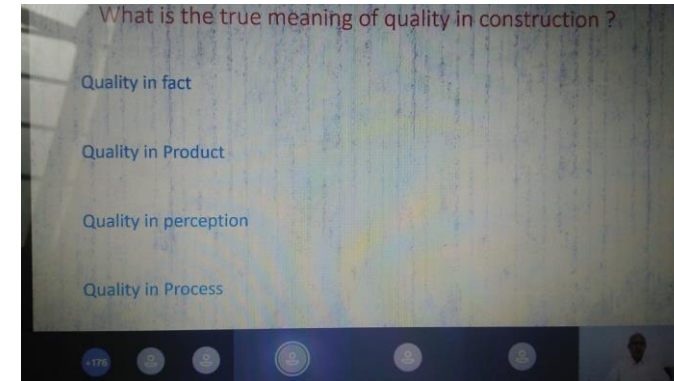 What is the true meaning of quality in construction ?
Quality in fact
Quality in Product
Quality in perception
Quality in Process
+176